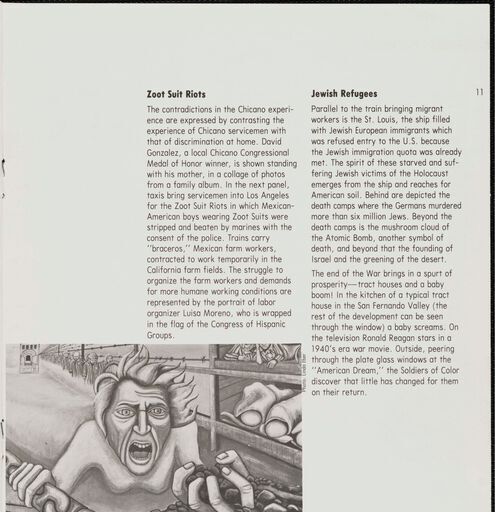 11
Zoot Suit Riots
The contradictions in the Chicano experi-
ence are expressed by contrasting the
experience of Chicano servicemen with
that of discrimination at home. David
Gonzalez, a local Chicano Congressional
Medal of Honor winner, is shown standing
with his mother, in a collage of photos
from a family album. In the next panel,
taxis bring servicemen into Los Angeles
for the Zoot Suit Riots in which Mexican-
American boys wearing Zoot Suits were
stripped and beaten by marines with the
consent of the police. Trains carry
"braceros," Mexican farm workers,
contracted to work temporarily in the
California farm fields. The struggle to
organize the farm workers and demands
for more humane working conditions are
represented by the portrait of labor
organizer Luisa Moreno, who is wrapped
in the flag of the Congress of Hispanic
Groups.
Jewish Refugees
Parallel to the train bringing migrant
workers is the St. Louis, the ship filled
with Jewish European immigrants which
was refused entry to the U.S. because
the Jewish immigration quota was already
met. The spirit of these starved and suf-
fering Jewish victims of the Holocaust
emerges from the ship and reaches for
American soil. Behind are depicted the
death camps where the Germans murdered
more than six million Jews. Beyond the
death camps is the mushroom cloud of
the Atomic Bomb, another symbol of
death, and beyond that the founding of
Israel and the greening of the desert.
The end of the War brings in a spurt of
prosperity—tract houses and a baby
boom! In the kitchen of a typical tract
house in the San Fernando Valley (the
rest of the development can be seen
through the window) a baby screams. On
the television Ronald Reagan stars in a
1940's era war movie. Outside, peering
through the plate glass windows at the
"American Dream," the Soldiers of Color
discover that little has changed for them
on their return.